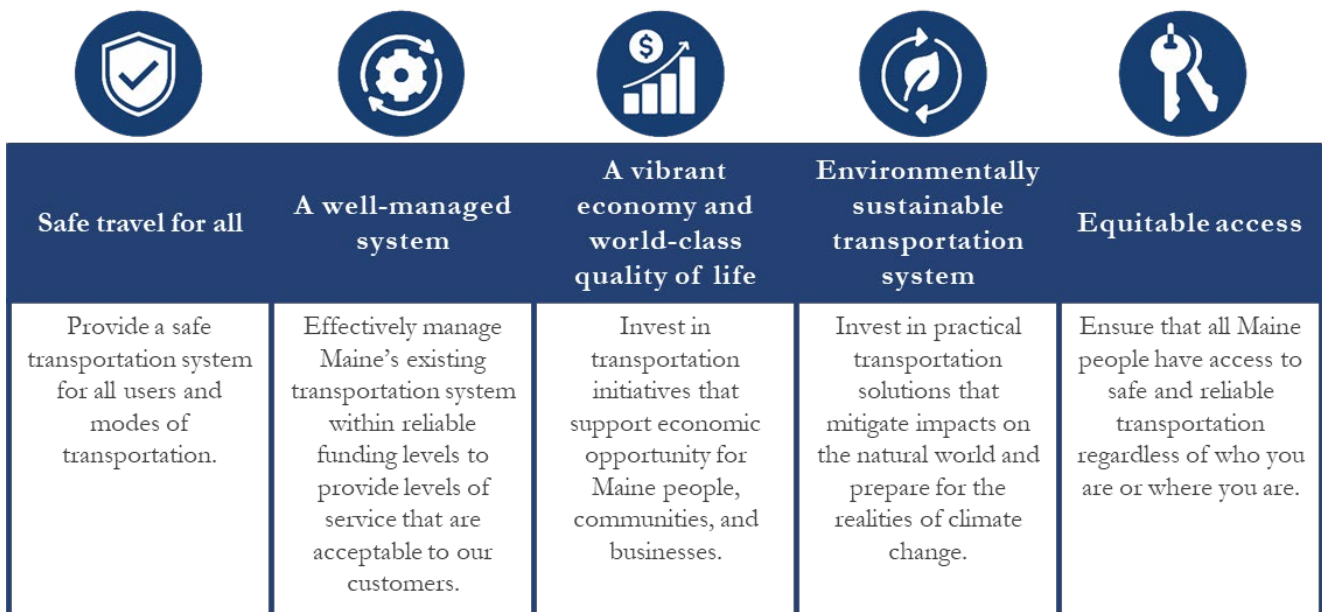 $
Safe travel for all
A well-managed
system
A vibrant
economy and
world-class
quality of life
Environmentally
sustainable
transportation
system
Equitable access
Provide a safe
transportation system
for all users and
modes of
transportation.
Effectively manage
Maine’s existing
transportation system
within reliable
funding levels to
provide levels of
service that are
acceptable to our
customers.
Invest in
transportation
initiatives that
support economic
opportunity for
Maine people,
communities, and
businesses.
Invest in practical
transportation
solutions that
mitigate impacts on
the natural world and
prepare for the
realities of climate
change.
Ensure that all Maine
people have access to
safe and reliable
transportation
regardless of who you
are or where you are.